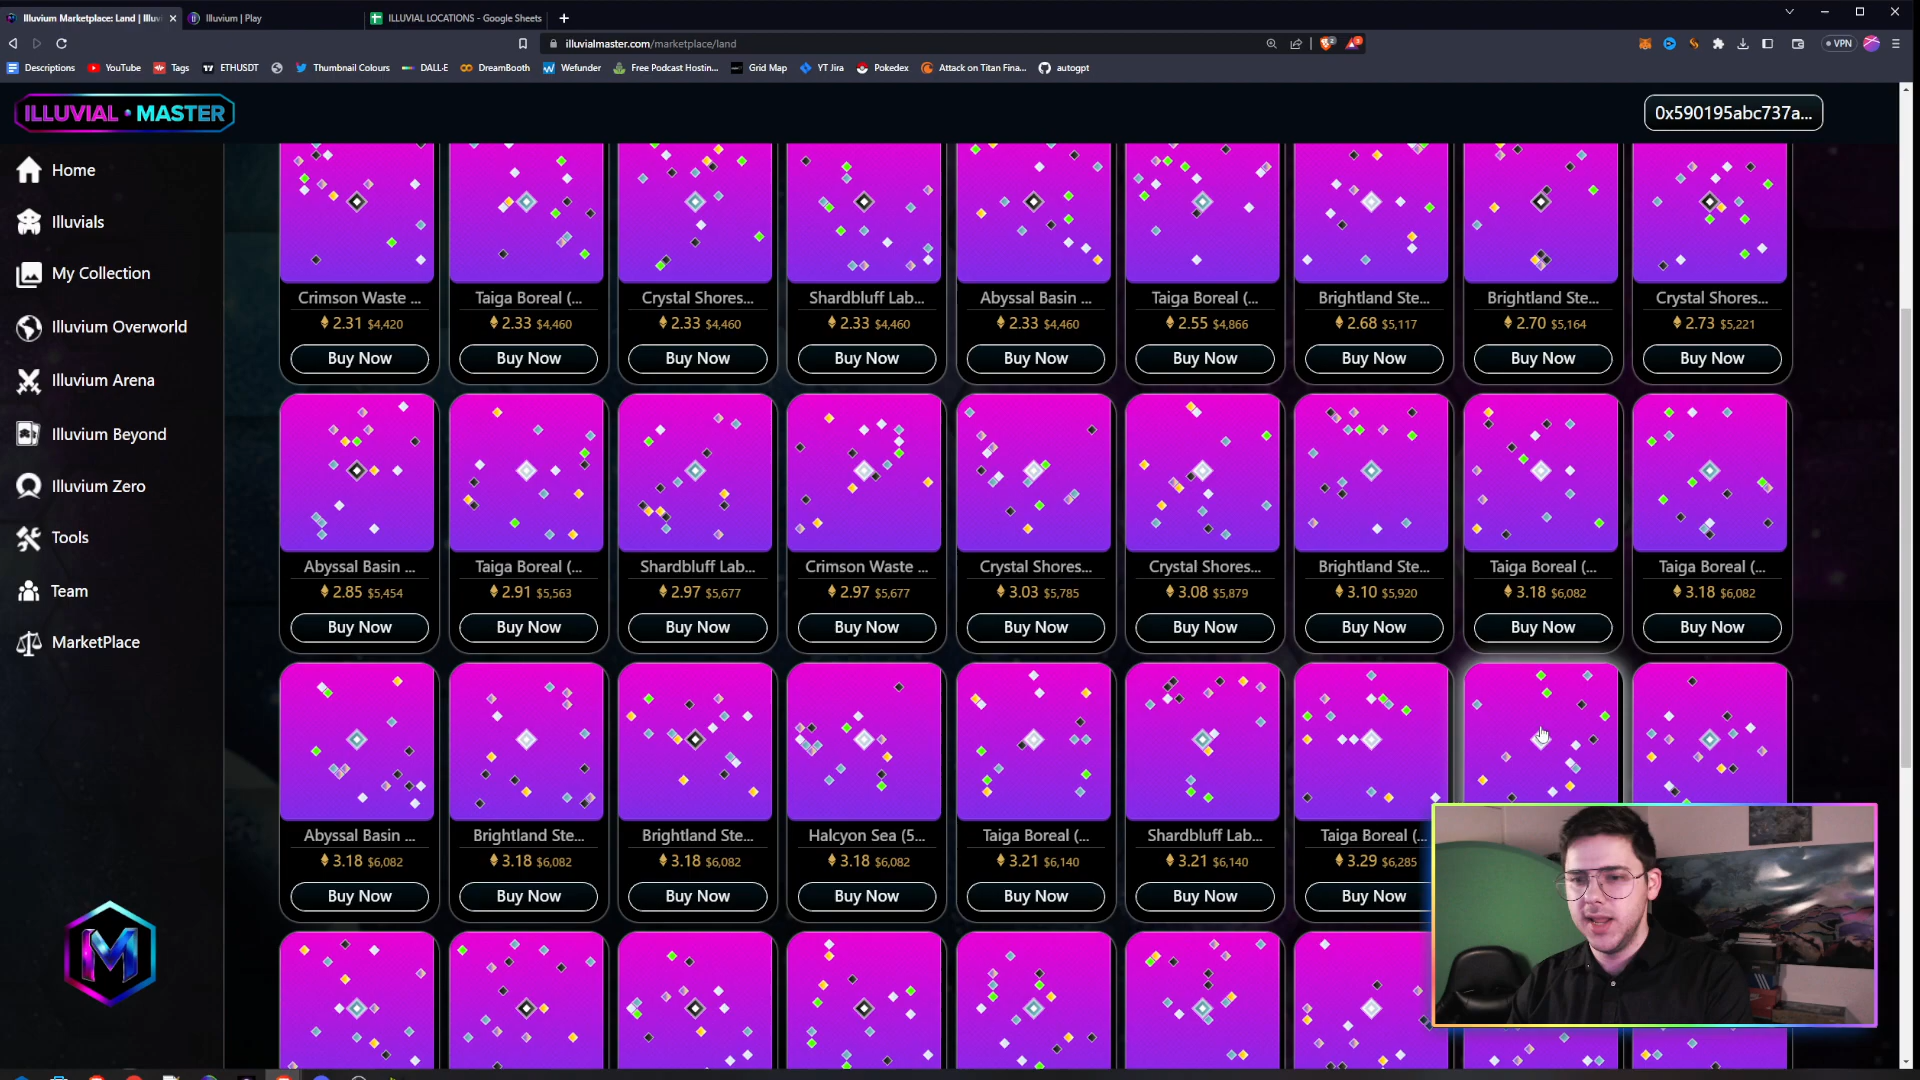 Illuvium Marketplace: Land | Illuvi
Illuvium | Play
ILLUVIAL LOCATIONS - Google Sheets
illuvialmaster.com/marketplace/land
VPN
Descriptions
YouTube
Tags
ETHUSDT
Thumbnail Colours
DALL·E
DreamBooth
Wefunder
Free Podcast Hostin...
Grid Map
YT Jira
Pokedex
Attack on Titan Fina...
autogpt
ILLUVIAL • MASTER
0x590195abc737a...
Home
Illuvials
My Collection
Illuvium Overworld
Illuvium Arena
Illuvium Beyond
Illuvium Zero
Tools
Team
MarketPlace
Crimson Waste ... Taiga Boreal (... Crystal Shores... Shardbluff Lab... Abyssal Basin ... Taiga Boreal (... Brightland Ste... Brightland Ste... Crystal Shores...
2.31 $4,420 2.33 $4,460 2.33 $4,460 2.33 $4,460 2.33 $4,460 2.55 $4,866 2.68 $5,117 2.70 $5,164 2.73 $5,221
Buy Now Buy Now Buy Now Buy Now Buy Now Buy Now Buy Now Buy Now Buy Now
Abyssal Basin ... Taiga Boreal (... Shardbluff Lab... Crimson Waste ... Crystal Shores... Crystal Shores... Brightland Ste... Taiga Boreal (... Taiga Boreal (...
2.85 $5,454 2.91 $5,563 2.97 $5,677 2.97 $5,677 3.03 $5,785 3.08 $5,879 3.10 $5,920 3.18 $6,082 3.18 $6,082
Buy Now Buy Now Buy Now Buy Now Buy Now Buy Now Buy Now Buy Now Buy Now
Abyssal Basin ... Brightland Ste... Brightland Ste... Halcyon Sea (5... Taiga Boreal (... Shardbluff Lab... Taiga Boreal (...
3.18 $6,082 3.18 $6,082 3.18 $6,082 3.18 $6,082 3.21 $6,140 3.21 $6,140 3.29 $6,285
Buy Now Buy Now Buy Now Buy Now Buy Now Buy Now Buy Now